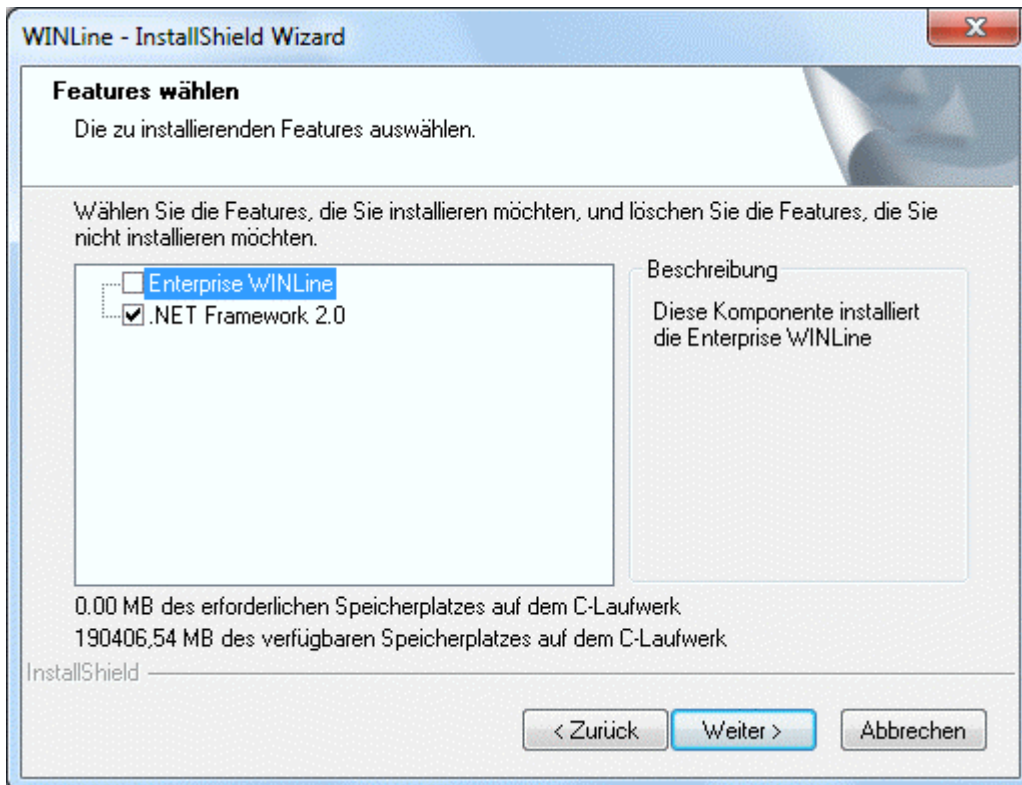 WINLine - InstallShield Wizard
Features wählen
Die zu installierenden Features auswählen.
Wählen Sie die Features, die Sie installieren möchten, und löschen Sie die Features, die Sie
nicht installieren möchten.
Enterprise WINLine
.NET Framework 2.0
Beschreibung
Diese Komponente installiert
die Enterprise WINLine
0.00 MB des erforderlichen Speicherplatzes auf dem C-Laufwerk
190406,54 MB des verfügbaren Speicherplatzes auf dem C-Laufwerk
InstallShield
< Zurück
Weiter >
Abbrechen